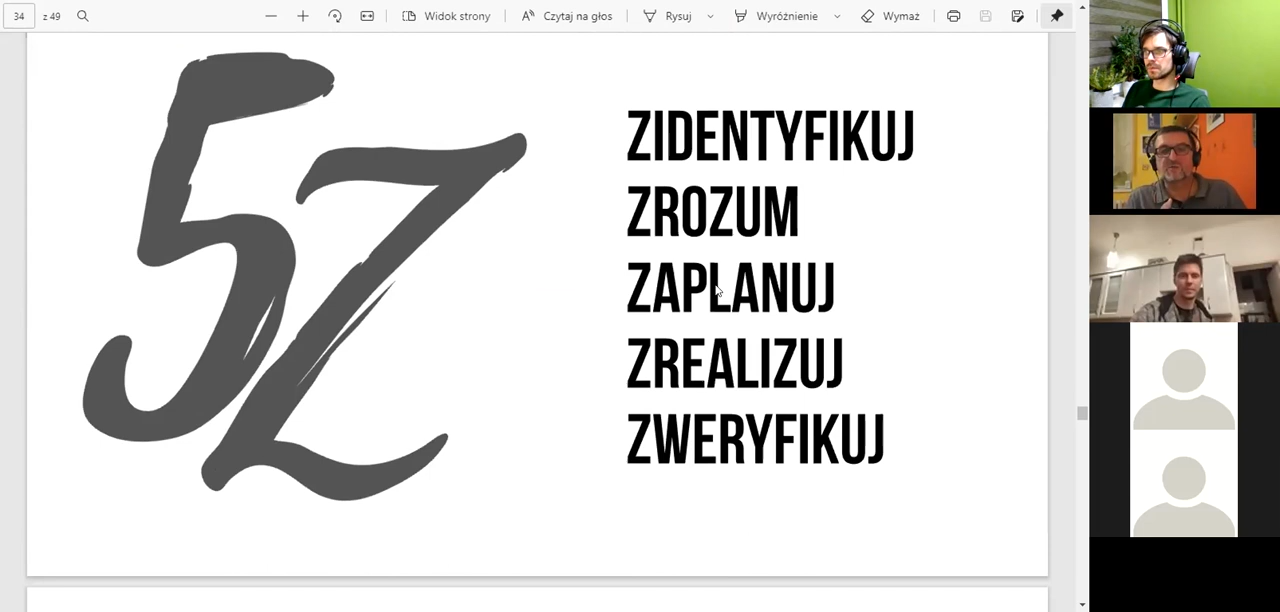 34 z 49 Widok strony Czytaj na głos Rysuj Wyróżnienie Wymaż
5Z
ZIDENTYFIKUJ
ZROZUM
ZAPLANUJ
ZREALIZUJ
ZWERYFIKUJ